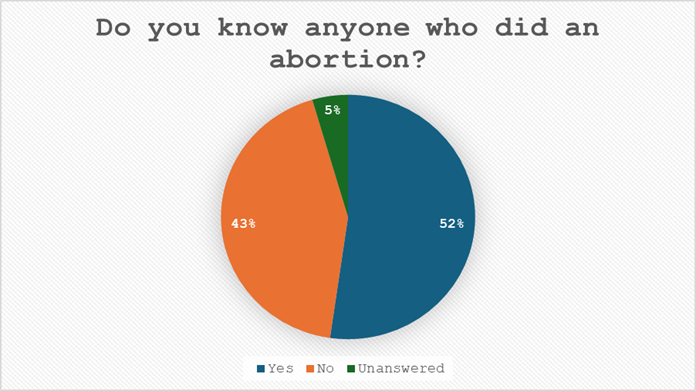 Do you know anyone who did an
abortion?
5%
43%
52%
Yes No Unanswered